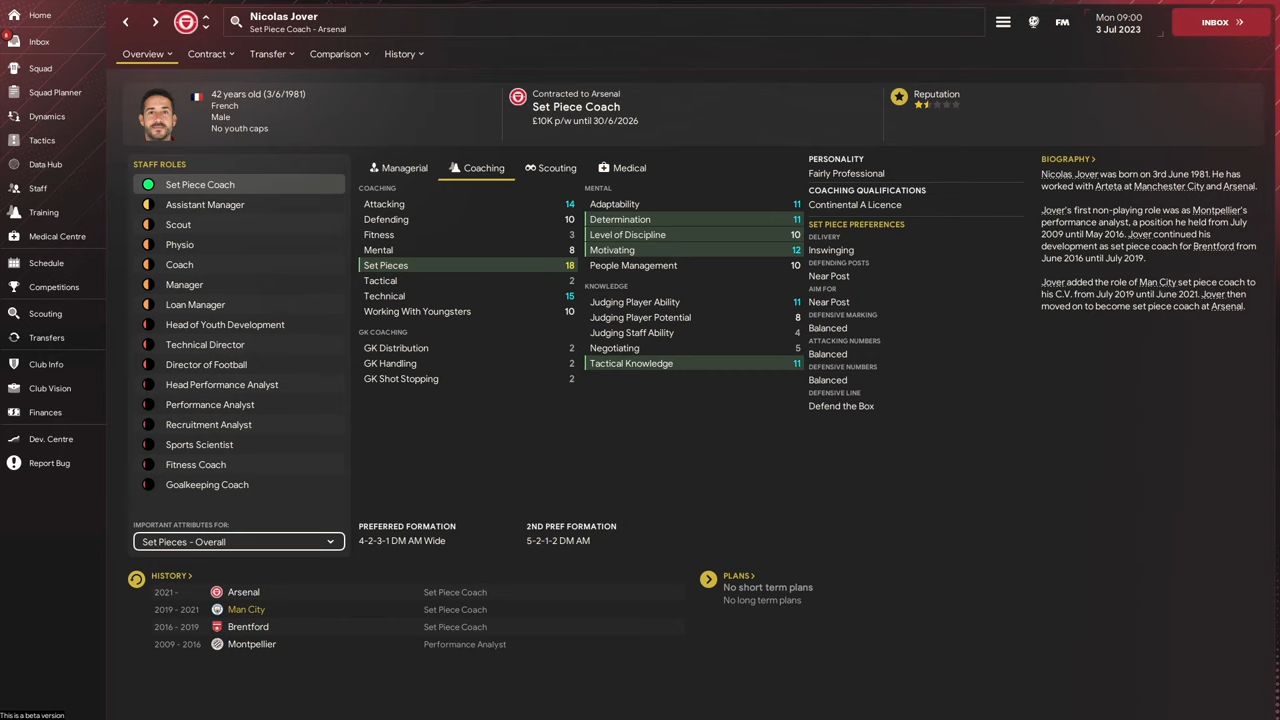 Home
Inbox
Squad
Squad Planner
Dynamics
Tactics
Data Hub
Staff
Training
Medical Centre
Schedule
Competitions
Scouting
Transfers
Club Info
Club Vision
Finances
Dev. Centre
Report Bug
This is a beta version
Nicolas Jover
Set Piece Coach - Arsenal
FM
Mon 09:00
3 Jul 2023
INBOX
Overview
Contract
Transfer
Comparison
History
42 years old (3/6/1981)
French
Male
No youth caps
Contracted to Arsenal
Set Piece Coach
£10K p/w until 30/6/2026
Reputation
STAFF ROLES
Set Piece Coach
Assistant Manager
Scout
Physio
Coach
Manager
Loan Manager
Head of Youth Development
Technical Director
Director of Football
Head Performance Analyst
Performance Analyst
Recruitment Analyst
Sports Scientist
Fitness Coach
Goalkeeping Coach
IMPORTANT ATTRIBUTES FOR:
Set Pieces - Overall
Managerial
Coaching
Scouting
Medical
COACHING
Attacking 14
Defending 10
Fitness 3
Mental 8
Set Pieces 18
Tactical 2
Technical 15
Working With Youngsters 10
GK COACHING
GK Distribution 2
GK Handling 2
GK Shot Stopping 2
MENTAL
Adaptability 11
Determination 11
Level of Discipline 10
Motivating 12
People Management 10
KNOWLEDGE
Judging Player Ability 11
Judging Player Potential 8
Judging Staff Ability 4
Negotiating 5
Tactical Knowledge 11
PREFERRED FORMATION
4-2-3-1 DM AM Wide
2ND PREF FORMATION
5-2-1-2 DM AM
PERSONALITY
Fairly Professional
COACHING QUALIFICATIONS
Continental A Licence
SET PIECE PREFERENCES
DELIVERY
Inswinging
DEFENDING POSTS
Near Post
AIM FOR
Near Post
DEFENSIVE MARKING
Balanced
ATTACKING NUMBERS
Balanced
DEFENSIVE NUMBERS
Balanced
DEFENSIVE LINE
Defend the Box
BIOGRAPHY >
Nicolas Jover was born on 3rd June 1981. He has
worked with Arteta at Manchester City and Arsenal.
Jover's first non-playing role was as Montpellier's
performance analyst, a position he held from July
2009 until May 2016. Jover continued his
development as set piece coach for Brentford from
June 2016 until July 2019.
Jover added the role of Man City set piece coach to
his C.V. from July 2019 until June 2021. Jover then
moved on to become set piece coach at Arsenal.
HISTORY >
2021 - Arsenal Set Piece Coach
2019 - 2021 Man City Set Piece Coach
2016 - 2019 Brentford Set Piece Coach
2009 - 2016 Montpellier Performance Analyst
PLANS >
No short term plans
No long term plans